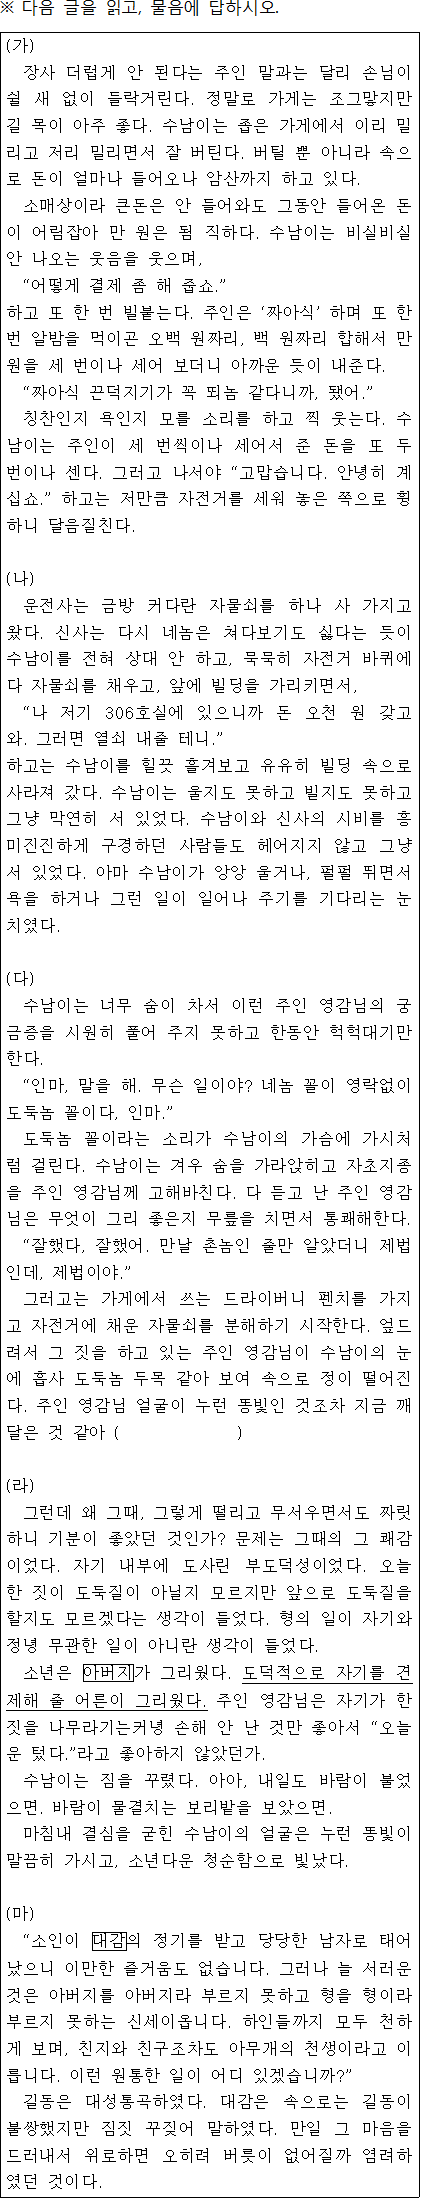 ※ 다음 글을 읽고, 물음에 답하시오.
(가)
장사 더럽게 안 된다는 주인 말과는 달리 손님이
쉴 새 없이 들락거린다. 정말로 가게는 조그맣지만
길 목이 아주 좋다. 수남이는 좁은 가게에서 이리 밀
리고 저리 밀리면서 잘 버틴다. 버틸 뿐 아니라 속으
로 돈이 얼마나 들어오나 암산까지 하고 있다.
소매상이라 큰돈은 안 들어와도 그동안 들어온 돈
이 어림잡아 만 원은 됨 직하다. 수남이는 비실비실
안 나오는 웃음을 웃으며,
“어떻게 결제 좀 해 줍쇼.”
하고 또 한 번 빌붙는다. 주인은 ‘짜아식’ 하며 또 한
번 알밤을 먹이곤 오백 원짜리, 백 원짜리 합해서 만
원을 세 번이나 세어 보더니 아까운 듯이 내준다.
“짜아식 끈덕지기가 꼭 뙤놈 같다니까, 됐어.”
칭찬인지 욕인지 모를 소리를 하고 찍 웃는다. 수
남이는 주인이 세 번씩이나 세어서 준 돈을 또 두
번이나 센다. 그러고 나서야 “고맙습니다. 안녕히 계
십쇼.” 하고는 저만큼 자전거를 세워 놓은 쪽으로 휭
하니 달음질친다.
(나)
운전사는 금방 커다란 자물쇠를 하나 사 가지고
왔다. 신사는 다시 네놈은 쳐다보기도 싫다는 듯이
수남이를 전혀 상대 안 하고, 묵묵히 자전거 바퀴에
다 자물쇠를 채우고, 앞에 빌딩을 가리키면서,
“나 저기 306호실에 있으니까 돈 오천 원 갖고
와. 그러면 열쇠 내줄 테니.”
하고는 수남이를 힐끗 흘겨보고 유유히 빌딩 속으로
사라져 갔다. 수남이는 울지도 못하고 빌지도 못하고
그냥 막연히 서 있었다. 수남이와 신사의 시비를 흥
미진진하게 구경하던 사람들도 헤어지지 않고 그냥
서 있었다. 아마 수남이가 앙앙 울거나, 펄펄 뛰면서
욕을 하거나 그런 일이 일어나 주기를 기다리는 눈
치였다.
(다)
수남이는 너무 숨이 차서 이런 주인 영감님의 궁
금증을 시원히 풀어 주지 못하고 한동안 헉헉대기만
한다.
“인마, 말을 해. 무슨 일이야? 네놈 꼴이 영락없이
도둑놈 꼴이다, 인마.”
도둑놈 꼴이라는 소리가 수남이의 가슴에 가시처
럼 걸린다. 수남이는 겨우 숨을 가라앉히고 자초지종
을 주인 영감님께 고해바친다. 다 듣고 난 주인 영감
님은 무엇이 그리 좋은지 무릎을 치면서 통쾌해한다.
“잘했다, 잘했어. 만날 촌놈인 줄만 알았더니 제법
인데, 제법이야.”
그러고는 가게에서 쓰는 드라이버니 펜치를 가지
고 자전거에 채운 자물쇠를 분해하기 시작한다. 엎드
려서 그 짓을 하고 있는 주인 영감님이 수남이의 눈
에 흡사 도둑놈 두목 같아 보여 속으로 정이 떨어진
다. 주인 영감님 얼굴이 누런 똥빛인 것조차 지금 깨
달은 것 같아 (                )
(라)
그런데 왜 그때, 그렇게 떨리고 무서우면서도 짜릿
하니 기분이 좋았던 것인가? 문제는 그때의 그 쾌감
이었다. 자기 내부에 도사린 부도덕성이었다. 오늘
한 짓이 도둑질이 아닐지 모르지만 앞으로 도둑질을
할지도 모르겠다는 생각이 들었다. 형의 일이 자기와
정녕 무관한 일이 아니란 생각이 들었다.
소년은 아버지가 그리웠다. 도덕적으로 자기를 견
제해 줄 어른이 그리웠다. 주인 영감님은 자기가 한
짓을 나무라기는커녕 손해 안 난 것만 좋아서 “오늘
운 텄다.”라고 좋아하지 않았던가.
수남이는 짐을 꾸렸다. 아아, 내일도 바람이 불었
으면. 바람이 물결치는 보리밭을 보았으면.
마침내 결심을 굳힌 수남이의 얼굴은 누런 똥빛이
말끔히 가시고, 소년다운 청순함으로 빛났다.
(마)
“소인이 대감의 정기를 받고 당당한 남자로 태어
났으니 이만한 즐거움도 없습니다. 그러나 늘 서러운
것은 아버지를 아버지라 부르지 못하고 형을 형이라
부르지 못하는 신세이옵니다. 하인들까지 모두 천하
게 보며, 친지와 친구조차도 아무개의 천생이라고 이
릅니다. 이런 원통한 일이 어디 있겠습니까?”
길동은 대성통곡하였다. 대감은 속으로는 길동이
불쌍했지만 짐짓 꾸짖어 말하였다. 만일 그 마음을
드러내서 위로하면 오히려 버릇이 없어질까 염려하
였던 것이다.